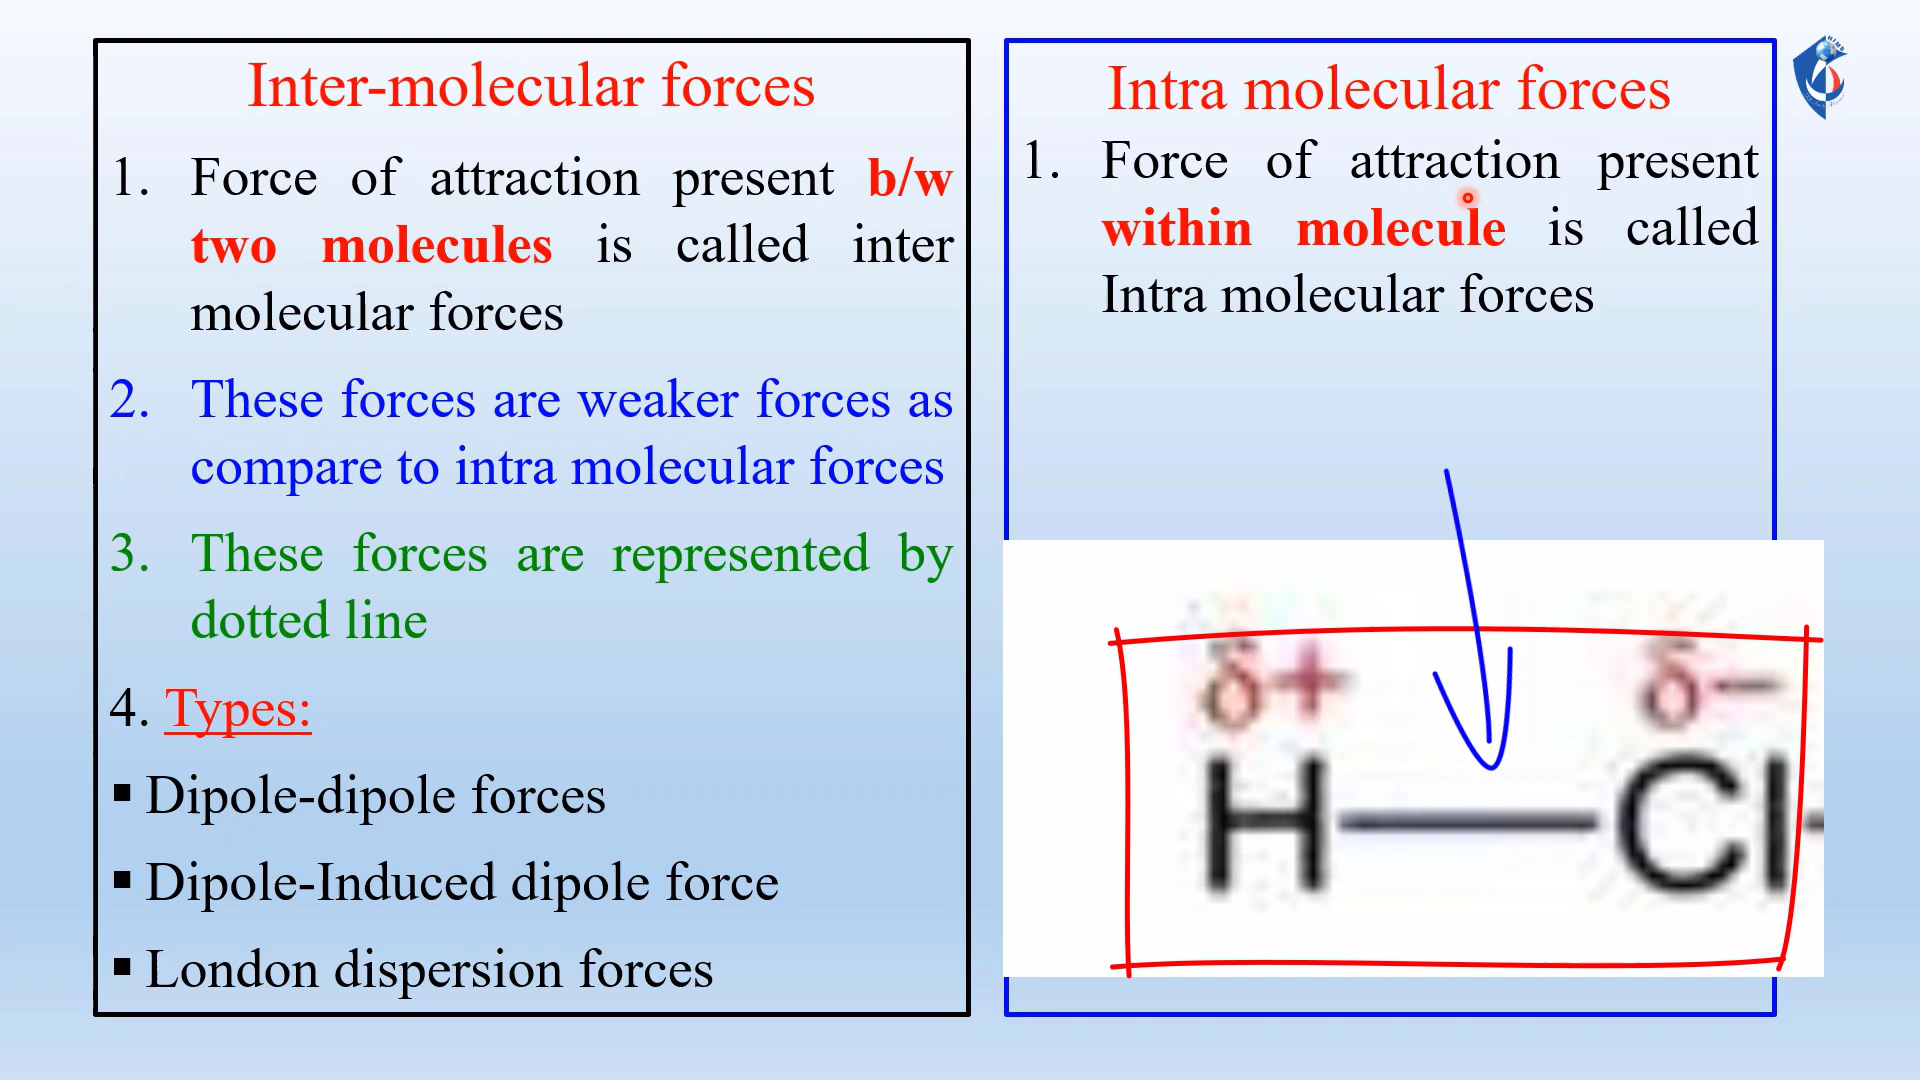 Inter-molecular forces
1. Force of attraction present b/w
two molecules is called inter
molecular forces
2. These forces are weaker forces as
compare to intra molecular forces
3. These forces are represented by
dotted line
4. Types:
▪ Dipole-dipole forces
▪ Dipole-Induced dipole force
▪ London dispersion forces
Intra molecular forces
1. Force of attraction present
within molecule is called
Intra molecular forces
δ+ δ−
H—Cl